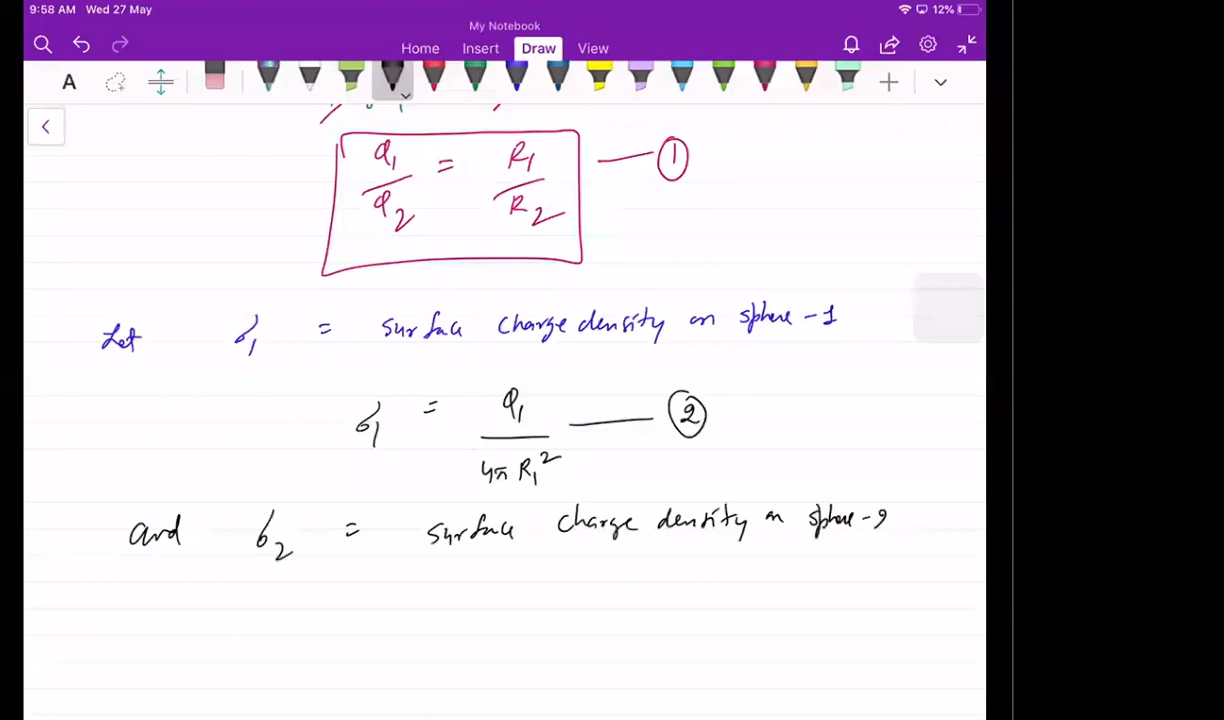 9:58 AM Wed 27 May
12%
My Notebook
Home Insert Draw View
A
Q1/Q2 = R1/R2 — ①
Let σ1 = surface charge density on sphere-1
σ1 = Q1/4πR1² — ②
and σ2 = surface charge density on sphere-2